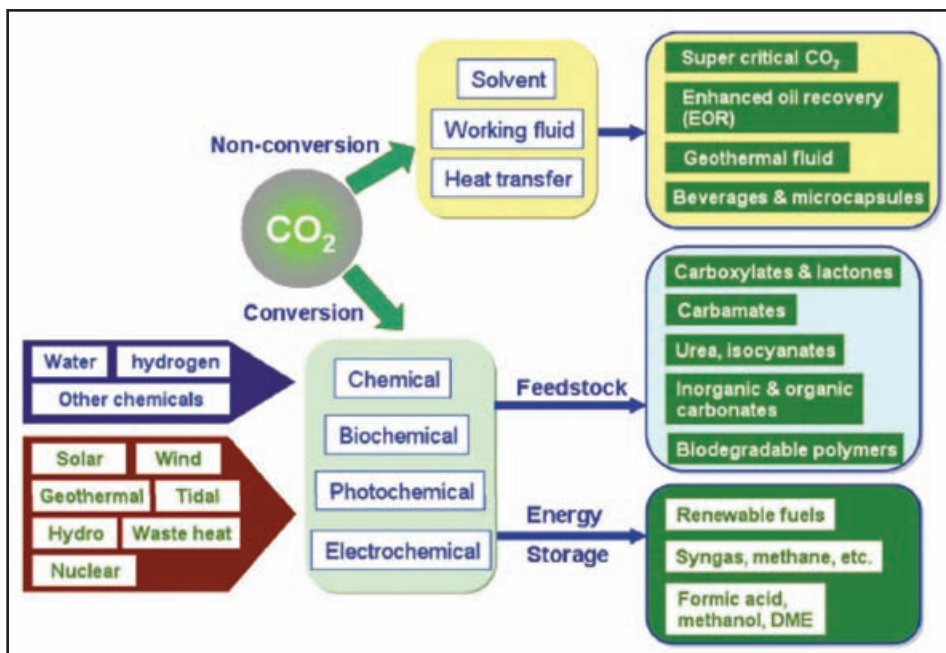 Solvent
Working fluid
Heat transfer
Super critical CO₂
Enhanced oil recovery
(EOR)
Geothermal fluid
Beverages & microcapsules
Non-conversion
CO₂
Conversion
Water
hydrogen
Other chemicals
Solar
Wind
Geothermal
Tidal
Hydro
Waste heat
Nuclear
Chemical
Biochemical
Photochemical
Electrochemical
Feedstock
Carboxylates & lactones
Carbamates
Urea, isocyanates
Inorganic & organic
carbonates
Biodegradable polymers
Energy
Storage
Renewable fuels
Syngas, methane, etc.
Formic acid,
methanol, DME